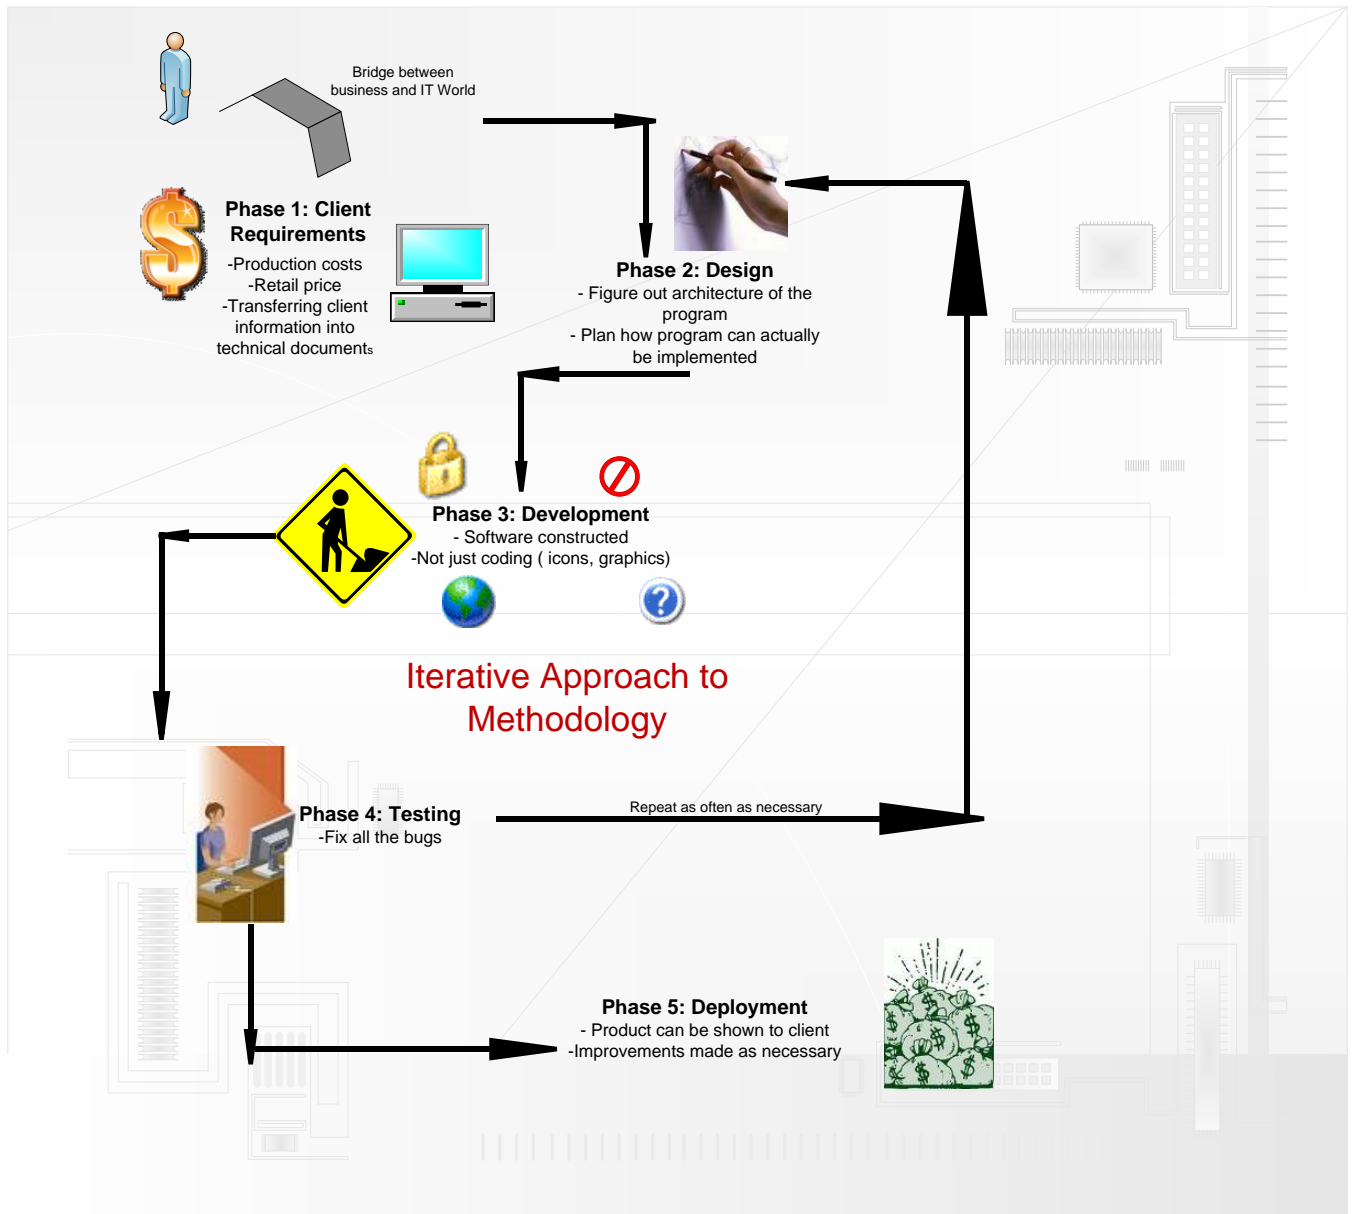 Bridge between
business and IT World
Phase 1: Client
Requirements
-Production costs
-Retail price
-Transferring client
information into
technical documents
Phase 2: Design
- Figure out architecture of the
program
- Plan how program can actually
be implemented
Phase 3: Development
- Software constructed
-Not just coding ( icons, graphics)
Iterative Approach to
Methodology
Phase 4: Testing
-Fix all the bugs
Repeat as often as necessary
Phase 5: Deployment
- Product can be shown to client
-Improvements made as necessary